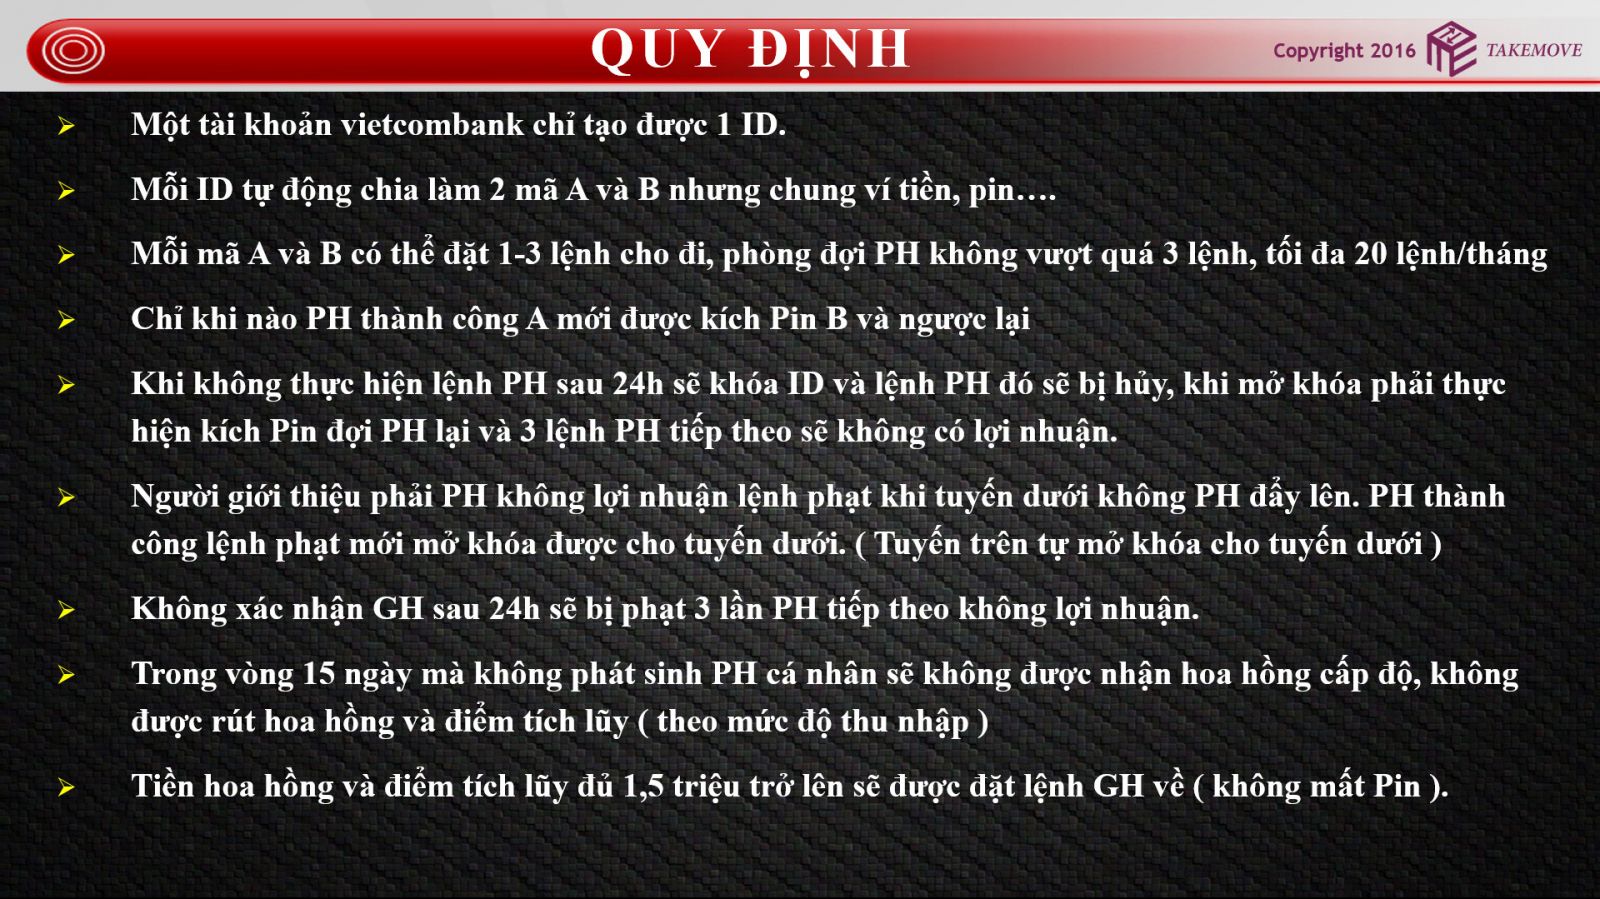 QUY ĐỊNH
Copyright 2016 TAKEMOVE
Một tài khoản vietcombank chỉ tạo được 1 ID.
Mỗi ID tự động chia làm 2 mã A và B nhưng chung ví tiền, pin….
Mỗi mã A và B có thể đặt 1-3 lệnh cho đi, phòng đợi PH không vượt quá 3 lệnh, tối đa 20 lệnh/tháng
Chỉ khi nào PH thành công A mới được kích Pin B và ngược lại
Khi không thực hiện lệnh PH sau 24h sẽ khóa ID và lệnh PH đó sẽ bị hủy, khi mở khóa phải thực
hiện kích Pin đợi PH lại và 3 lệnh PH tiếp theo sẽ không có lợi nhuận.
Người giới thiệu phải PH không lợi nhuận lệnh phạt khi tuyến dưới không PH đẩy lên. PH thành
công lệnh phạt mới mở khóa được cho tuyến dưới. ( Tuyến trên tự mở khóa cho tuyến dưới )
Không xác nhận GH sau 24h sẽ bị phạt 3 lần PH tiếp theo không lợi nhuận.
Trong vòng 15 ngày mà không phát sinh PH cá nhân sẽ không được nhận hoa hồng cấp độ, không
được rút hoa hồng và điểm tích lũy ( theo mức độ thu nhập )
Tiền hoa hồng và điểm tích lũy đủ 1,5 triệu trở lên sẽ được đặt lệnh GH về ( không mất Pin ).